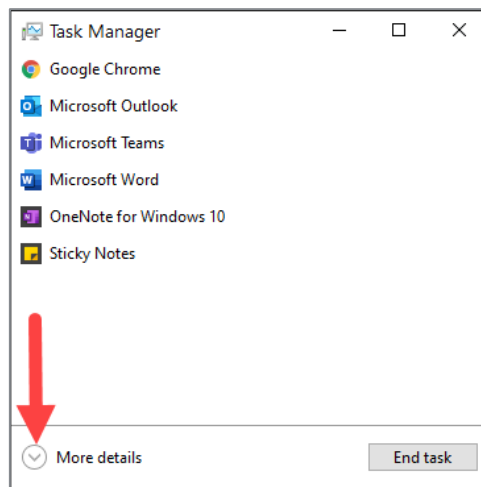 Task Manager
Google Chrome
Microsoft Outlook
Microsoft Teams
Microsoft Word
OneNote for Windows 10
Sticky Notes
More details
End task